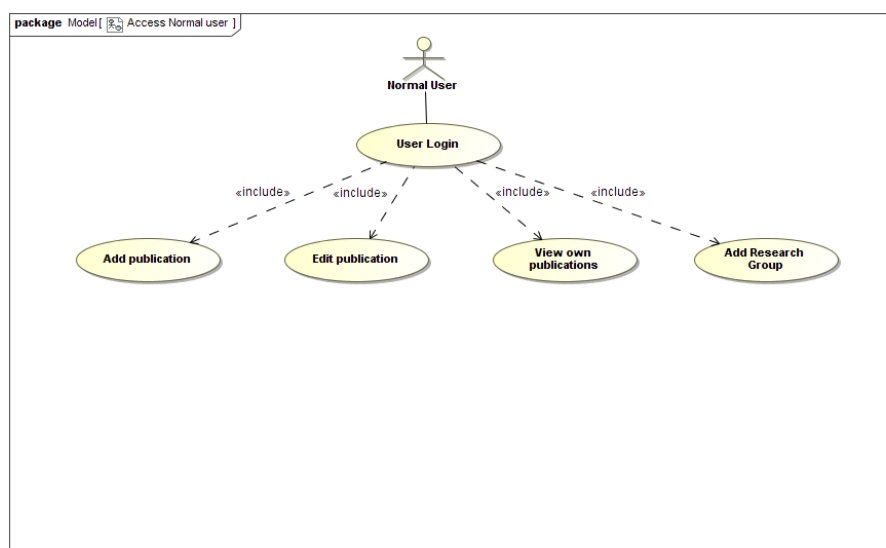 package Model [ Access Normal user ]
Normal User
User Login
«include» «include» «include» «include»
Add publication Edit publication View own Add Research
publications Group